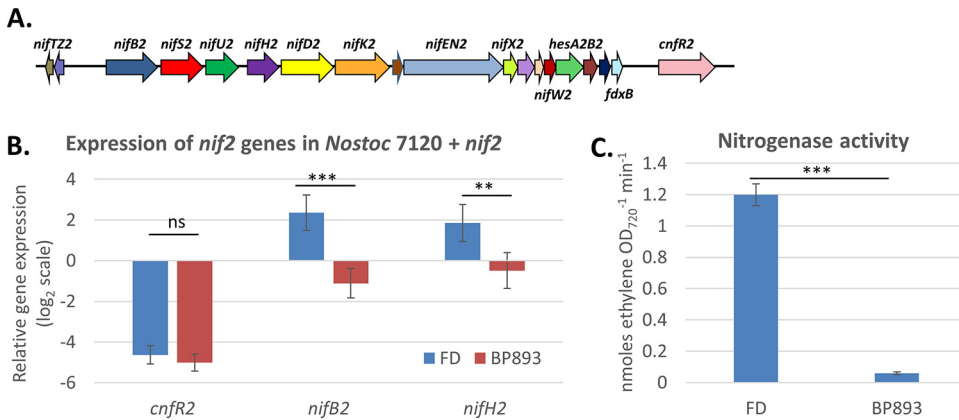 A.
nifTZ2 nifB2 nifS2 nifU2 nifH2 nifD2 nifK2 nifEN2 nifX2 hesA2B2 cnfR2
nifW2 fdxB
B. Expression of nif2 genes in Nostoc 7120 + nif2
Relative gene expression
(log2 scale)
4
2
0
-2
-4
-6
ns
***
**
FD BP893
cnfR2 nifB2 nifH2
C. Nitrogenase activity
nmoles ethylene OD720-1 min-1
1.4
1.2
1.0
0.8
0.6
0.4
0.2
0
***
FD BP893